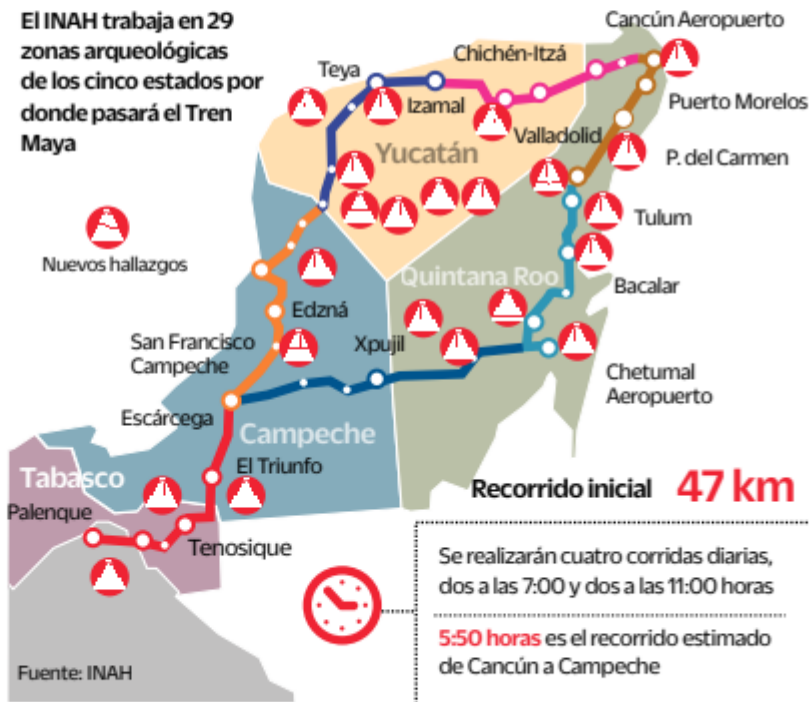 El INAH trabaja en 29
zonas arqueológicas
de los cinco estados por
donde pasará el Tren
Maya
Cancún Aeropuerto
Chichén-Itzá
Teya
Izamal
Puerto Morelos
Valladolid
Yucatán
P. del Carmen
Tulum
Nuevos hallazgos
Quintana Roo
Bacalar
Edzná
San Francisco
Campeche
Xpujil
Chetumal
Aeropuerto
Escárcega
Campeche
El Triunfo
Tabasco
Palenque
Tenosique
Recorrido inicial 47 km
Se realizarán cuatro corridas diarias,
dos a las 7:00 y dos a las 11:00 horas
5:50 horas es el recorrido estimado
de Cancún a Campeche
Fuente: INAH